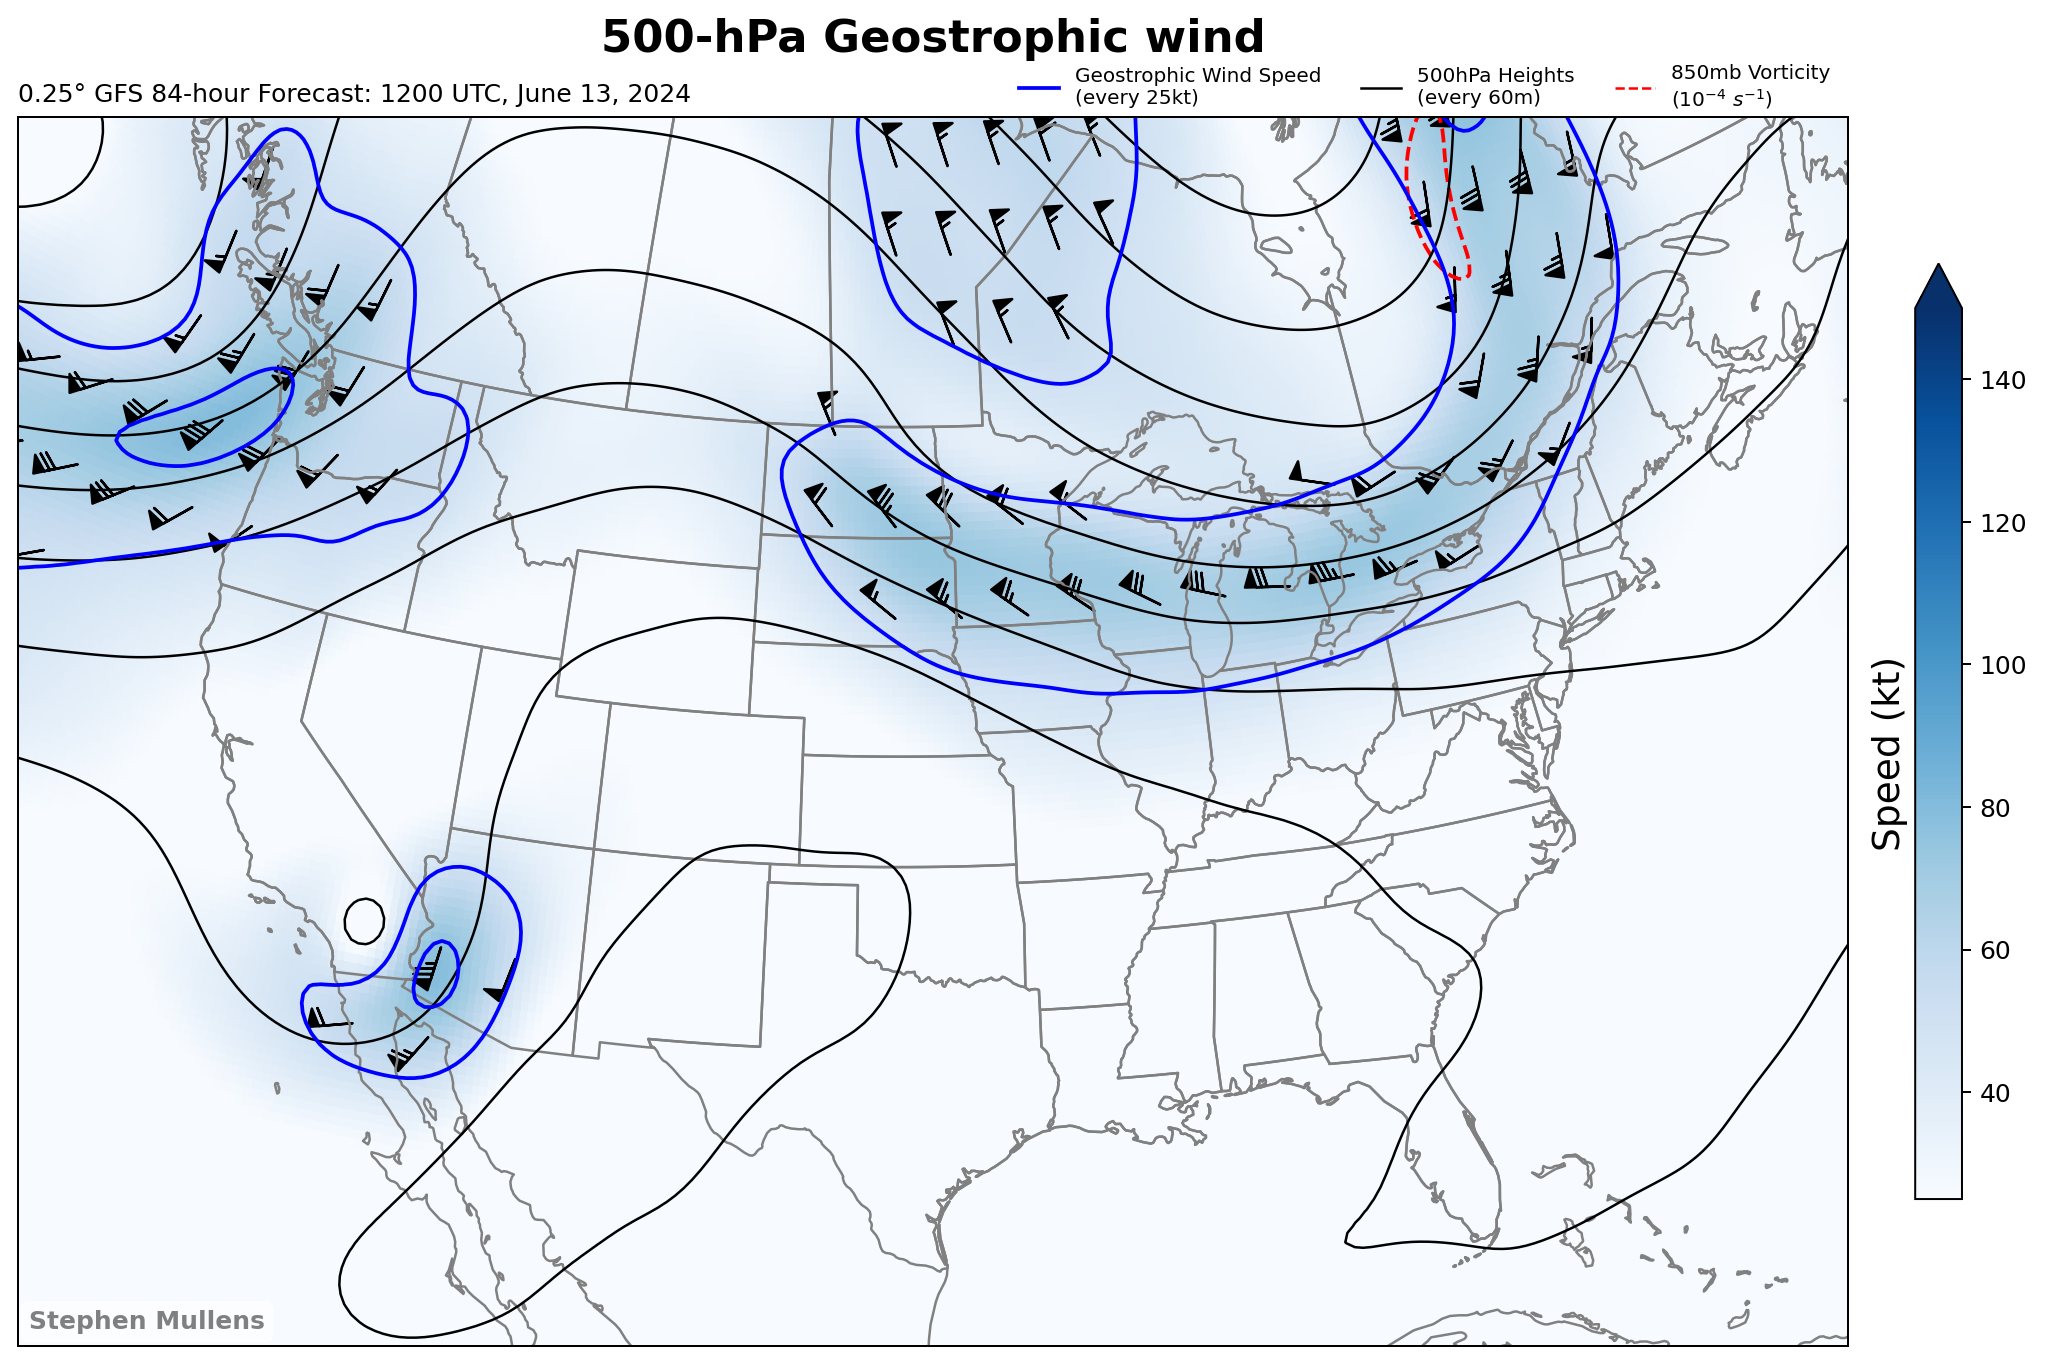 500-hPa Geostrophic wind
0.25° GFS 84-hour Forecast: 1200 UTC, June 13, 2024
Geostrophic Wind Speed
(every 25kt)
500hPa Heights
(every 60m)
850mb Vorticity
(10⁻⁴ s⁻¹)
140
120
100
80
60
40
Speed (kt)
Stephen Mullens